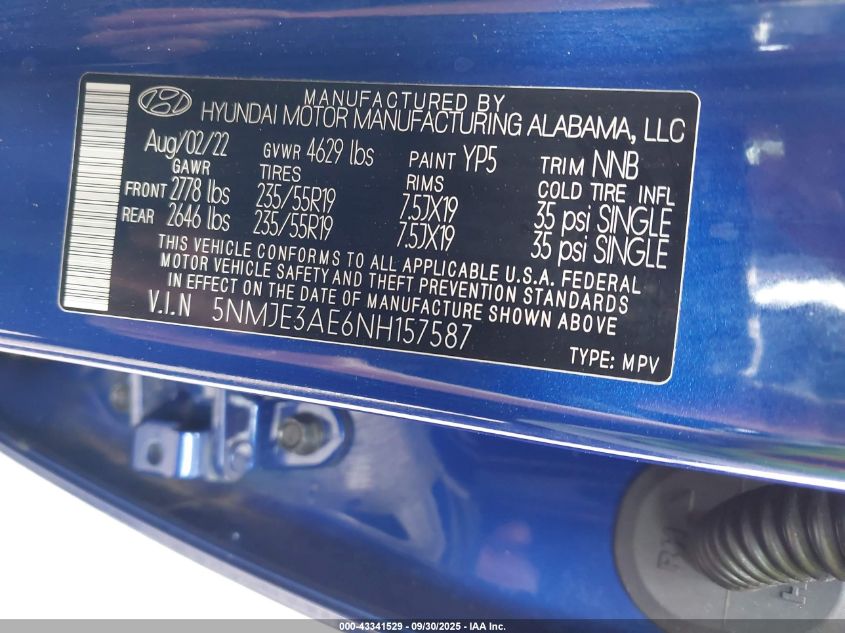 MANUFACTURED BY
HYUNDAI MOTOR MANUFACTURING ALABAMA, LLC
Aug/02/22 GVWR 4629 lbs PAINT YP5 TRIM NNB
GAWR TIRES RIMS COLD TIRE INFL
FRONT 2778 lbs 235/55R19 7.5JX19 35 psi SINGLE
REAR 2646 lbs 235/55R19 7.5JX19 35 psi SINGLE
THIS VEHICLE CONFORMS TO ALL APPLICABLE U.S.A. FEDERAL
MOTOR VEHICLE SAFETY AND THEFT PREVENTION STANDARDS
IN EFFECT ON THE DATE OF MANUFACTURE SHOWN ABOVE.
V.I.N 5NMJE3AE6NH157587
TYPE: MPV
000-43341529 - 09/30/2025 - IAA Inc.